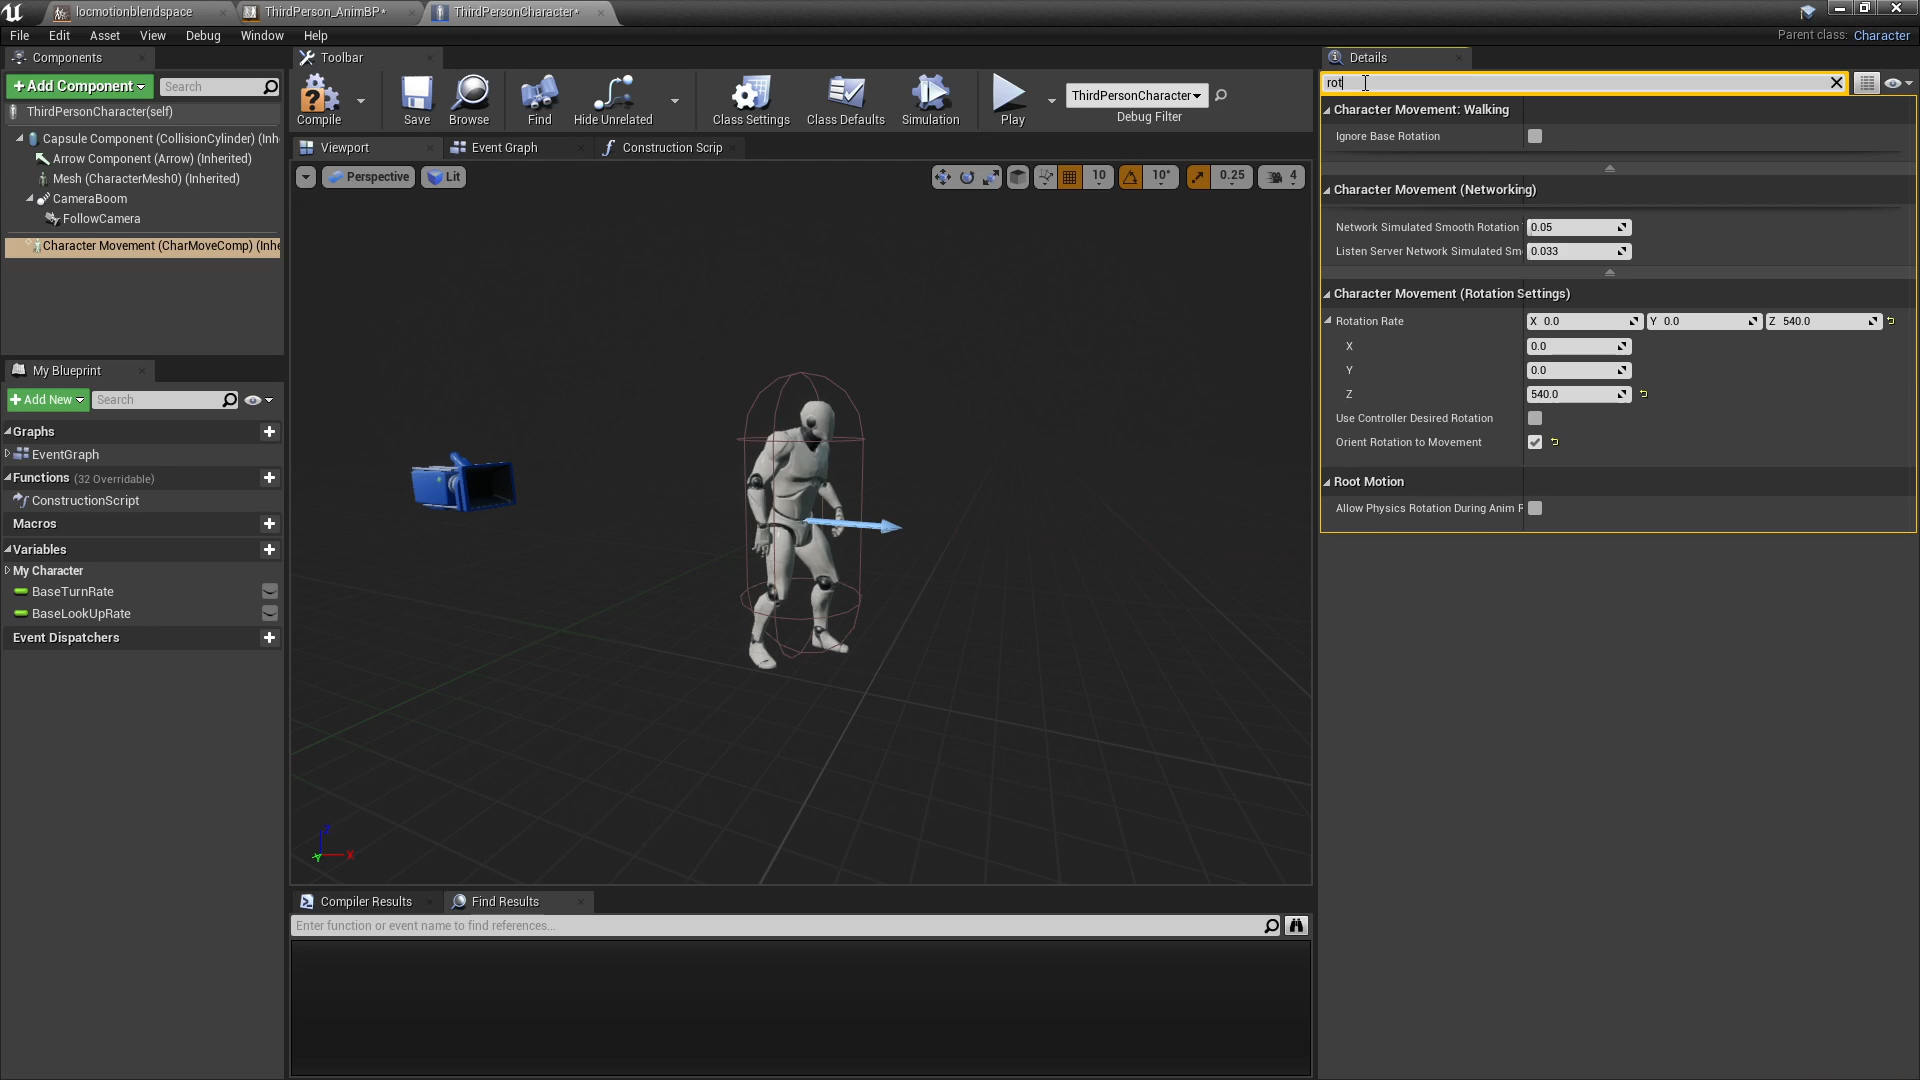 locmotionblendspace
ThirdPerson_AnimBP*
ThirdPersonCharacter*
File Edit Asset View Debug Window Help
Parent class: Character
Components
Toolbar
Details
+ Add Component
Search
rot
ThirdPersonCharacter(self)
Capsule Component (CollisionCylinder) (Inh
Arrow Component (Arrow) (Inherited)
Mesh (CharacterMesh0) (Inherited)
CameraBoom
FollowCamera
Character Movement (CharMoveComp) (Inhe
Compile
Save
Browse
Find
Hide Unrelated
Class Settings
Class Defaults
Simulation
Play
ThirdPersonCharacter
Debug Filter
Viewport
Event Graph
Construction Scrip
Perspective
Lit
10
10°
0.25
4
Character Movement: Walking
Ignore Base Rotation
Character Movement (Networking)
Network Simulated Smooth Rotation 0.05
Listen Server Network Simulated Sm 0.033
Character Movement (Rotation Settings)
Rotation Rate X 0.0 Y 0.0 Z 540.0
X 0.0
Y 0.0
Z 540.0
Use Controller Desired Rotation
Orient Rotation to Movement
Root Motion
Allow Physics Rotation During Anim R
My Blueprint
+ Add New
Search
Graphs
EventGraph
Functions (32 Overridable)
ConstructionScript
Macros
Variables
My Character
BaseTurnRate
BaseLookUpRate
Event Dispatchers
Z
Y
X
Compiler Results
Find Results
Enter function or event name to find references...